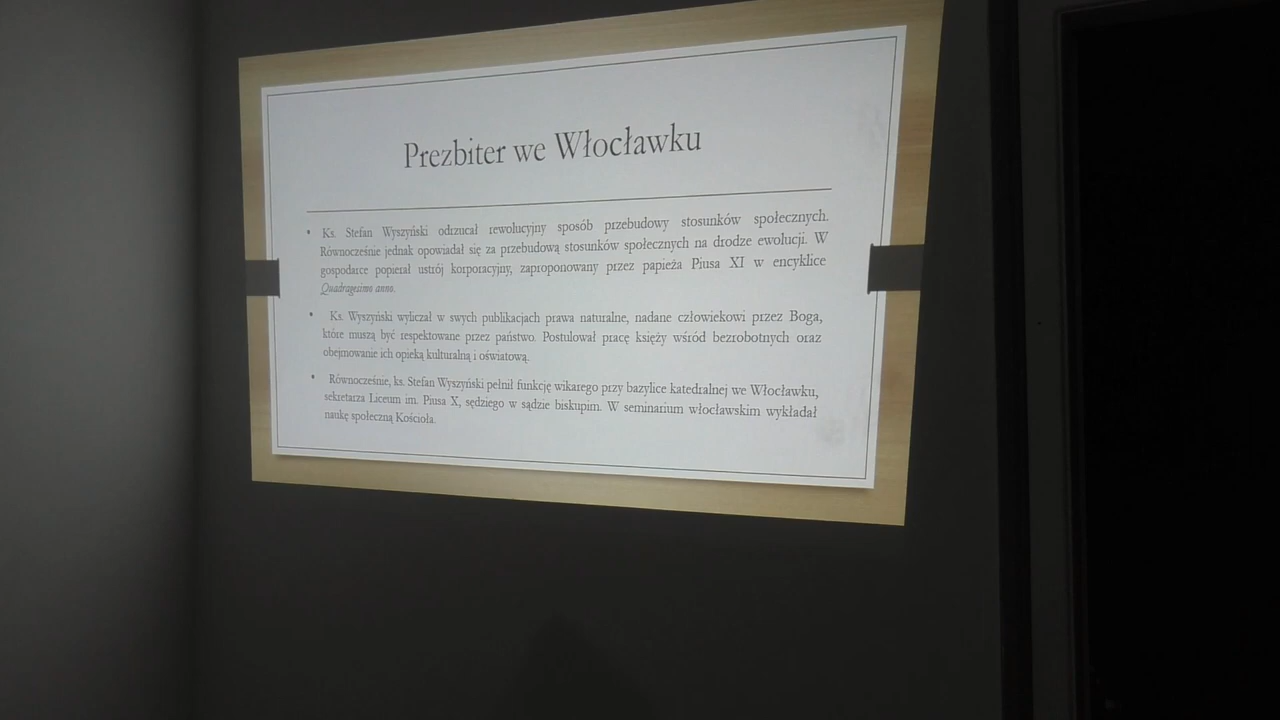 Prezbiter we Włocławku
• Ks. Stefan Wyszyński odrzucał rewolucyjny sposób przebudowy stosunków społecznych.
Równocześnie jednak opowiadał się za przebudową stosunków społecznych na drodze ewolucji. W
gospodarce popierał ustrój korporacyjny, zaproponowany przez papieża Piusa XI w encyklice
Quadragesimo anno.
• Ks. Wyszyński wyliczał w swych publikacjach prawa naturalne, nadane człowiekowi przez Boga,
które muszą być respektowane przez państwo. Postulował pracę księży wśród bezrobotnych oraz
obejmowanie ich opieką kulturalną i oświatową.
• Równocześnie, ks. Stefan Wyszyński pełnił funkcję wikarego przy bazylice katedralnej we Włocławku,
sekretarza Liceum im. Piusa X, sędziego w sądzie biskupim. W seminarium włocławskim wykładał
naukę społeczną Kościoła.